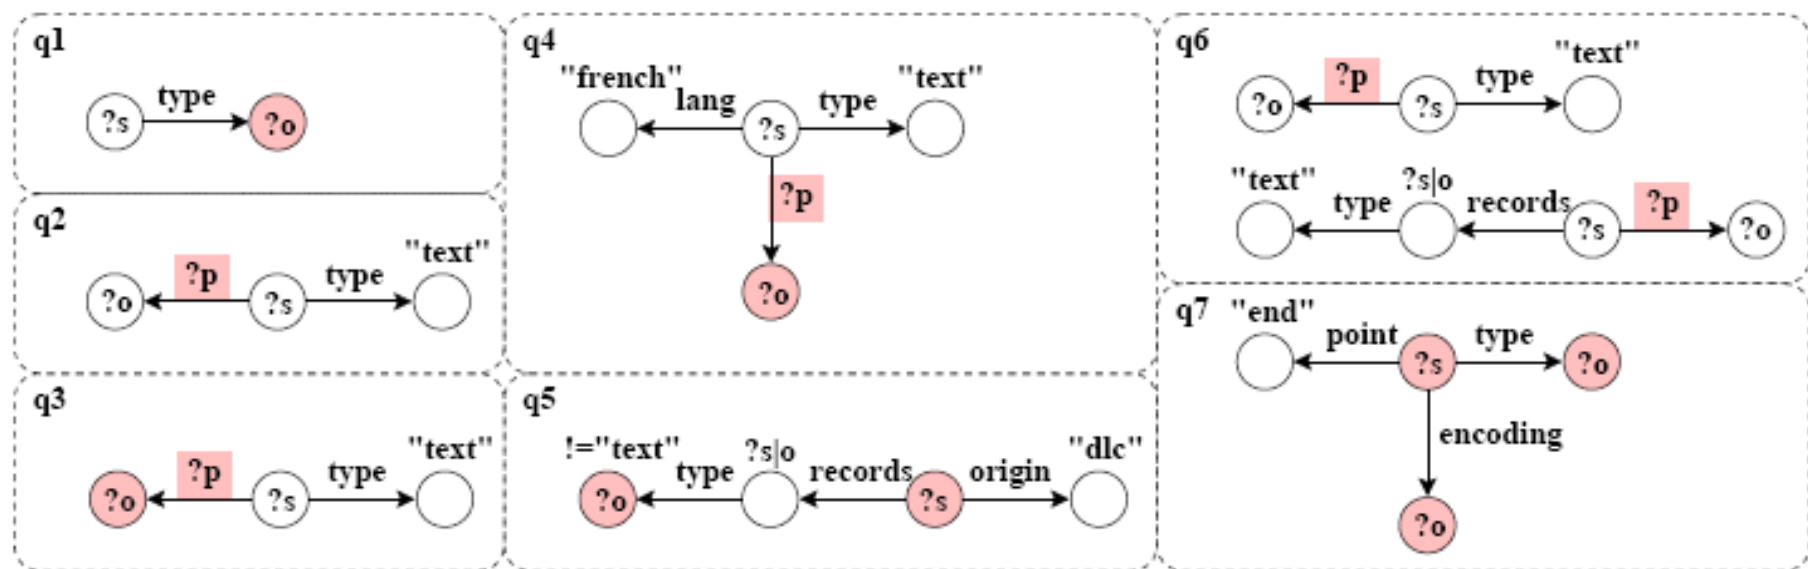 q1
type
?s
?o
q2
"text"
?p
type
?o
?s
q3
"text"
?p
type
?o
?s
q4
"french"
"text"
lang
type
?s
?p
?o
q5
!="text"
?s|o
"dlc"
type
records
origin
?o
?s
q6
"text"
?p
type
?o
?s
"text"
?s|o
type
records
?p
?s
?o
q7
"end"
point
type
?s
?o
encoding
?o